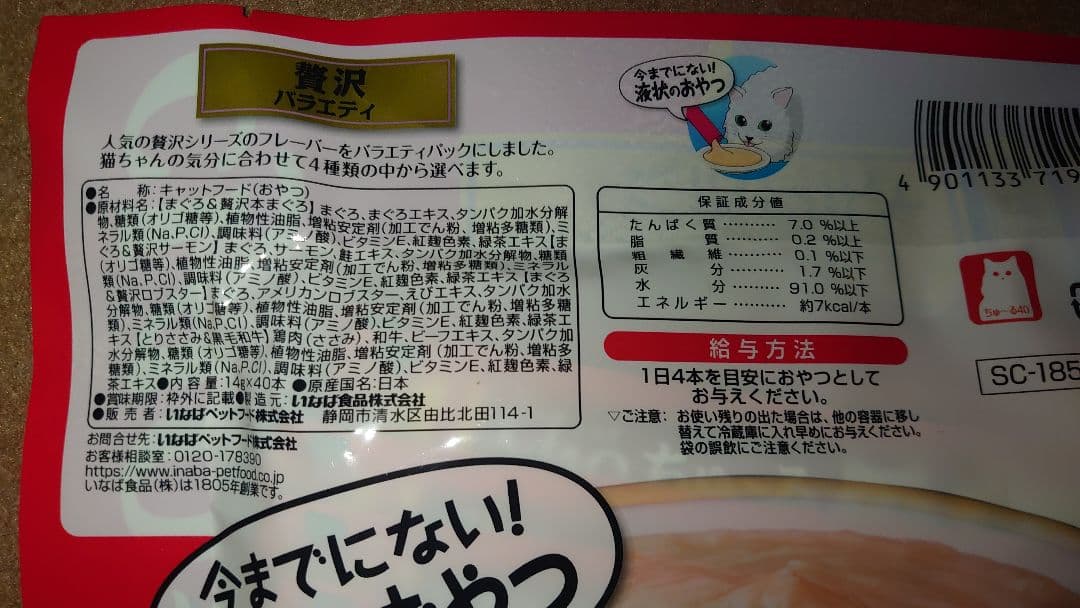 贅沢
バラエティ
人気の贅沢シリーズのフレーバーをバラエティパックにしました。
猫ちゃんの気分に合わせて4種類の中から選べます。
●名　　称:キャットフード(おやつ)
●原材料名:【まぐろ&贅沢本まぐろ】まぐろ、まぐろエキス、タンパク加水分解
物、糖類(オリゴ糖等)、植物性油脂、増粘安定剤(加工でん粉、増粘多糖類)、ミ
ネラル類(Na,P,Cl)、調味料(アミノ酸)、ビタミンE、紅麹色素、緑茶エキス【ま
ぐろ&贅沢サーモン】まぐろ、サーモン、鮭エキス、タンパク加水分解物、糖類
(オリゴ糖等)、植物性油脂、増粘安定剤(加工でん粉、増粘多糖類)、ミネラル
類(Na,P,Cl)、調味料(アミノ酸)、ビタミンE、紅麹色素、緑茶エキス【まぐろ
&贅沢ロブスター】まぐろ、アメリカンロブスター、えびエキス、タンパク加水
分解物、糖類(オリゴ糖等)、植物性油脂、増粘安定剤(加工でん粉、増粘多糖
類)、ミネラル類(Na,P,Cl)、調味料(アミノ酸)、ビタミンE、紅麹色素、緑茶エ
キス【とりささみ&黒毛和牛】鶏肉(ささみ)、和牛、ビーフエキス、タンパク加
水分解物、糖類(オリゴ糖等)、植物性油脂、増粘安定剤(加工でん粉、増粘多
糖類)、ミネラル類(Na,P,Cl)、調味料(アミノ酸)、ビタミンE、紅麹色素、緑
茶エキス●内容量:14g×40本 ●原産国名:日本
●賞味期限:枠外に記載●製造元:いなば食品株式会社
●販売者:いなばペットフード株式会社 静岡市清水区由比北田114-1
お問合せ先:いなばペットフード株式会社
お客様相談室:0120-178390
https://www.inaba-petfood.co.jp
いなば食品(株)は1805年創業です。
今までにない!
液状のおやつ
4 901133 719
保証成分値
たんぱく質 ………… 7.0 %以上
脂　　質 ………… 0.2 %以上
粗 繊 維 ………… 0.1 %以下
灰　　分 ………… 1.7 %以下
水　　分 ………… 91.0 %以下
エネルギー ………… 約7kcal/本
ちゅ〜る40
給与方法
SC-185
1日4本を目安におやつとして
お与えください。
▽ご注意: お使い残りの出た場合は、他の容器に移し
替えて冷蔵庫に入れ早めにお与えください。
袋の誤飲にご注意ください。
今までにない!
おやつ